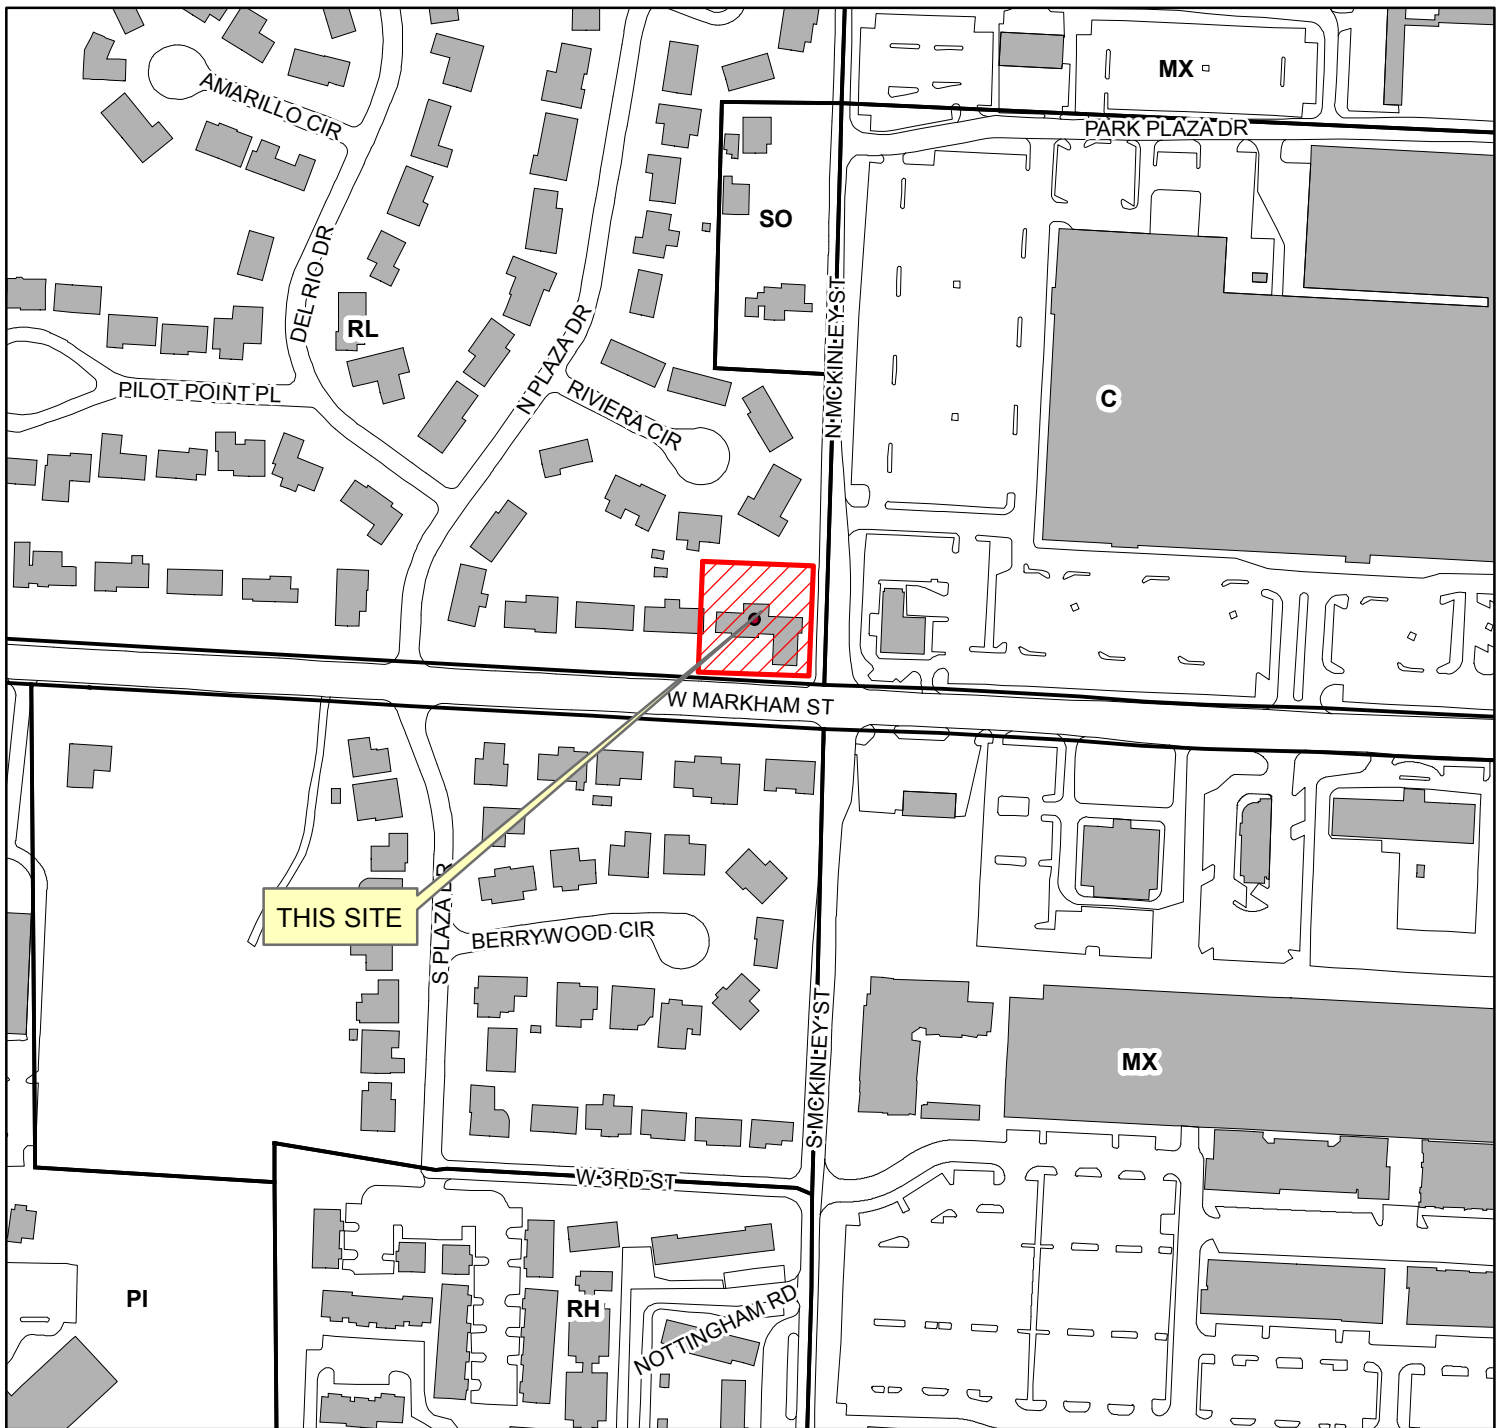 MX
AMARILLO CIR
PARK PLAZA DR
SO
DEL RIO DR
RL
N MCKINLEY ST
N PLAZA DR
PILOT POINT PL
RIVIERA CIR
C
W MARKHAM ST
THIS SITE
S PLAZA DR
BERRYWOOD CIR
S MCKINLEY ST
MX
W 3RD ST
PI
RH
NOTTINGHAM RD